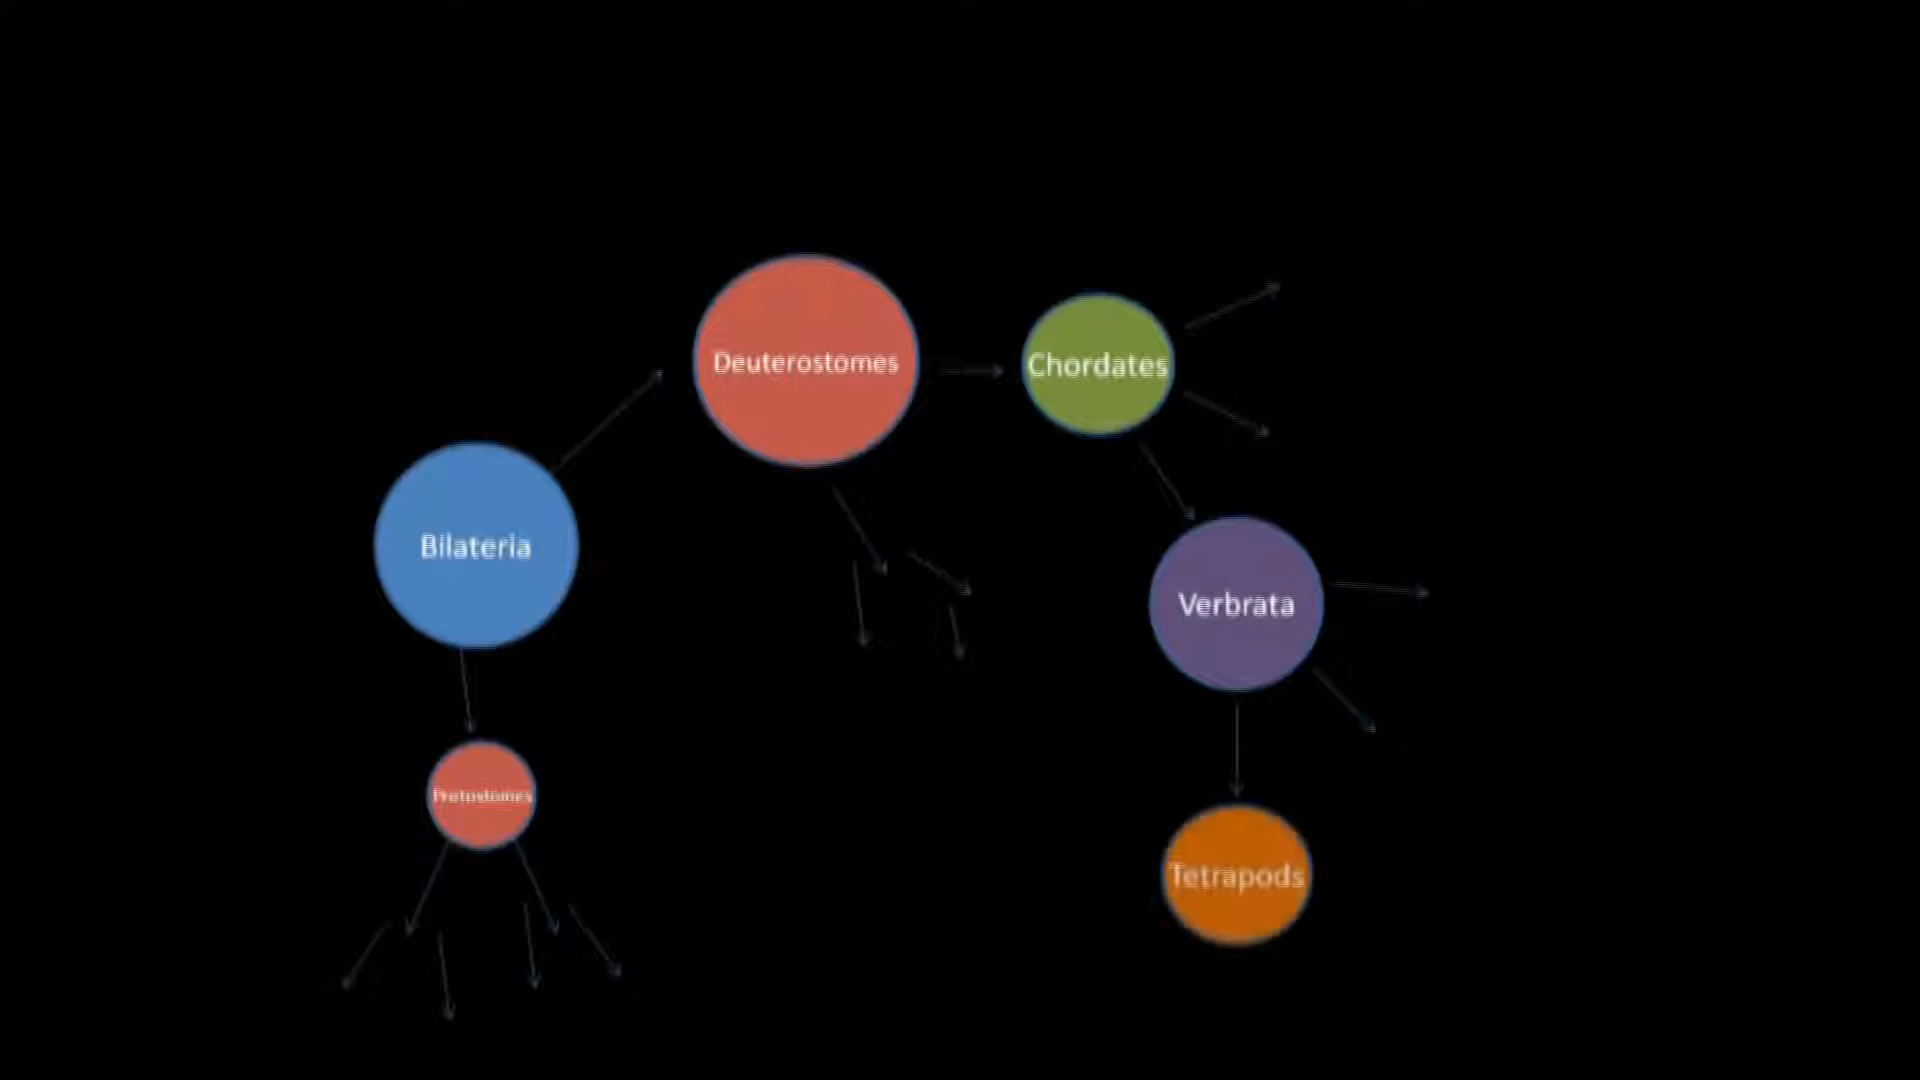 Deuterostomes
Chordates
Bilateria
Verbrata
Protostomes
Tetrapods